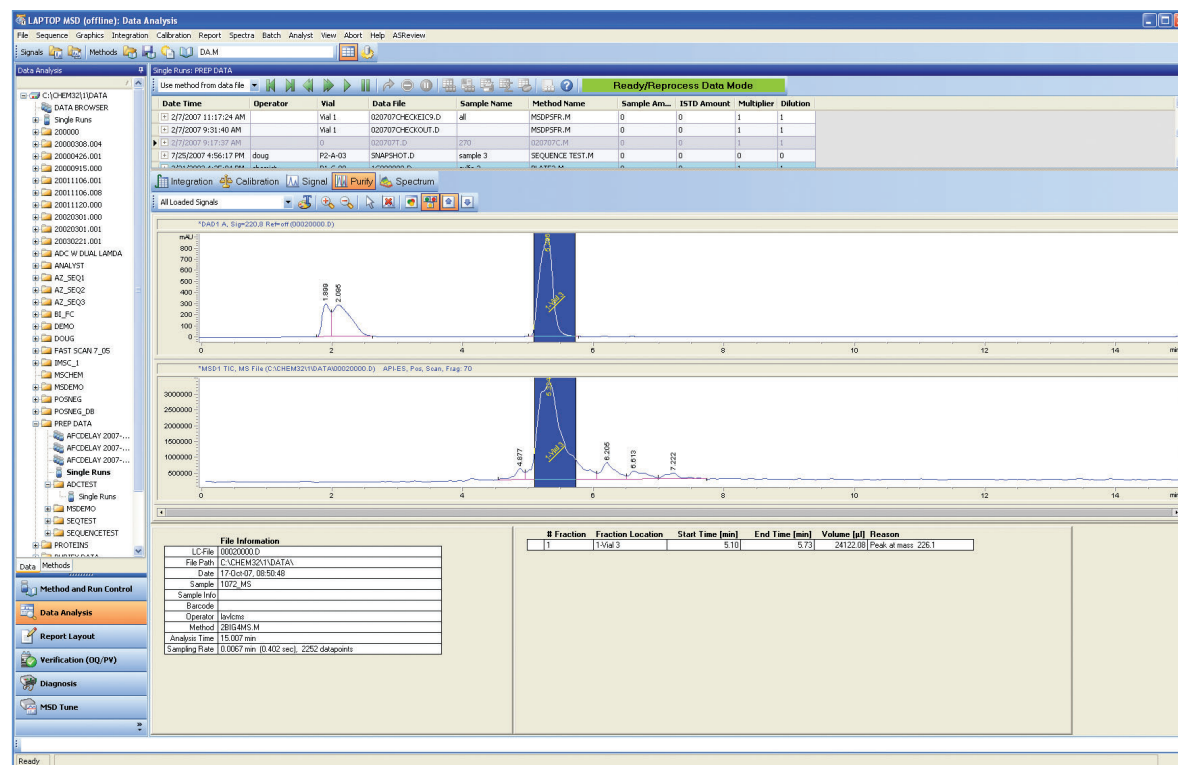 LAPTOP MSD (offline): Data Analysis
File Sequence Graphics Integration Calibration Report Spectra Batch Analyst View Abort Help ASReview
Signals Methods DA.M
Data Analysis
C:\CHEM32\1\DATA
DATA BROWSER
Single Runs
200000
20000308.004
20000426.001
20000915.000
20011106.001
20011106.008
20011120.000
20020301.000
20020301.001
20030221.001
ADC W DUAL LAMDA
ANALYST
AZ_SEQ1
AZ_SEQ2
AZ_SEQ3
BI_FC
DEMO
DOUG
FAST SCAN 7_05
IMSC_1
MSCHEM
MSDEMO
POSNEG
POSNEG_DB
PREP DATA
AFCDELAY 2007-...
AFCDELAY 2007-...
AFCDELAY 2007-...
Single Runs
ADCTEST
Single Runs
MSDEMO
SEQTEST
SEQUENCETEST
PROTEINS
Data Methods
Method and Run Control
Data Analysis
Report Layout
Verification (OQ/PV)
Diagnosis
MSD Tune
Single Runs: PREP DATA
Use method from data file Ready/Reprocess Data Mode
Date Time Operator Vial Data File Sample Name Method Name Sample Am... ISTD Amount Multiplier Dilution
2/7/2007 11:17:24 AM Vial 1 020707CHECKEIC9.D all MSDPSFR.M 0 0 1 1
2/7/2007 9:31:40 AM Vial 1 020707CHECKOUT.D MSDPSFR.M 0 0 1 1
2/7/2007 9:17:37 AM 0 020707T.D 270 020707C.M 0 0 1 1
7/25/2007 4:56:17 PM doug P2-A-03 SNAPSHOT.D sample 3 SEQUENCE TEST.M 0 0 0 0
Integration Calibration Signal Purify Spectrum
All Loaded Signals
*DAD1 A, Sig=220,8 Ref=off (00020000.D)
mAU
800
700
600
500
400
300
200
100
0
1.899
2.096
1-Vial 3
0 2 4 6 8 10 12 14 min
*MSD1 TIC, MS File (C:\CHEM32\1\DATA\00020000.D) API-ES, Pos, Scan, Frag: 70
3000000
2500000
2000000
1500000
1000000
500000
4.877
1-Vial 3
6.205
6.613
7.222
0 2 4 6 8 10 12 14 min
File Information
LC-File 00020000.D
File Path C:\CHEM32\1\DATA\
Date 17-Oct-07, 08:50:48
Sample 1072_MS
Sample Info
Barcode
Operator lavlcms
Method 2BIG4MS.M
Analysis Time 15.007 min
Sampling Rate 0.0067 min (0.402 sec), 2252 datapoints
# Fraction Fraction Location Start Time [min] End Time [min] Volume [µl] Reason
1 1-Vial 3 5.10 5.73 24122.08 Peak at mass 226.1
Ready